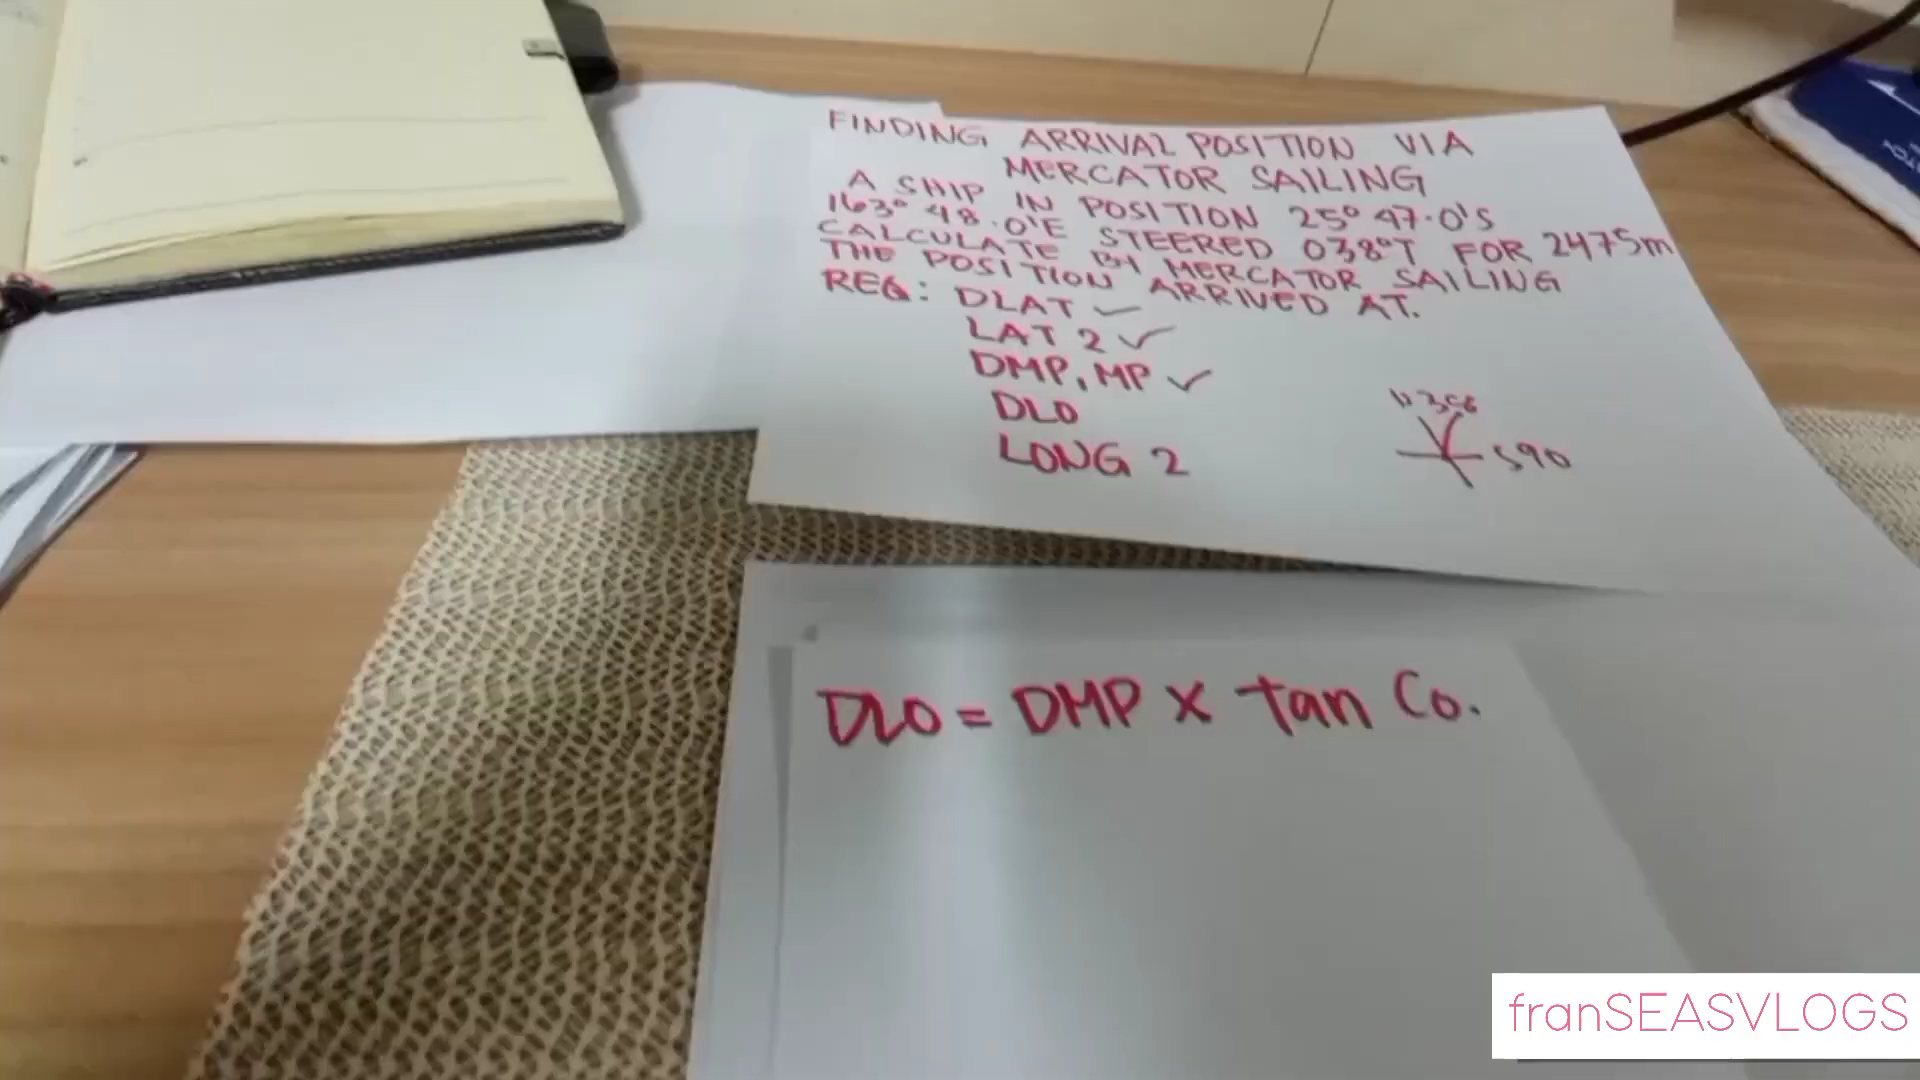 FINDING ARRIVAL POSITION VIA
MERCATOR SAILING
A SHIP IN POSITION 25° 47.0'S
163° 48.0'E STEERED 038°T FOR 2475m
CALCULATE BY MERCATOR SAILING
THE POSITION ARRIVED AT.
REQ: DLAT ✓
LAT 2 ✓
DMP, MP ✓
DLO
LONG 2
590
DLO = DMP X tan Co.
franSEASVLOGS